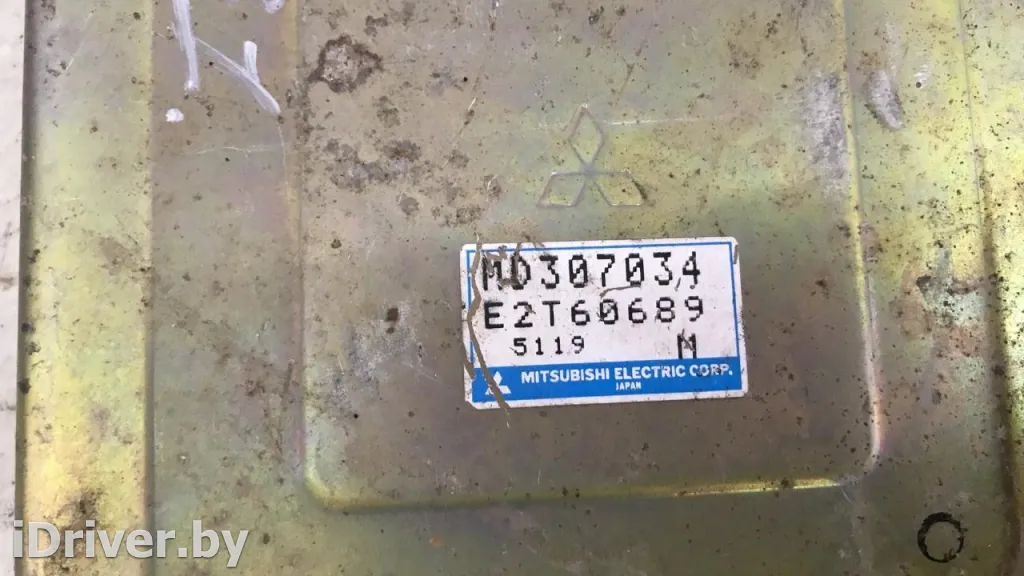 MD307034
E2T60689
5119 M
MITSUBISHI ELECTRIC CORP.
JAPAN
iDriver.by